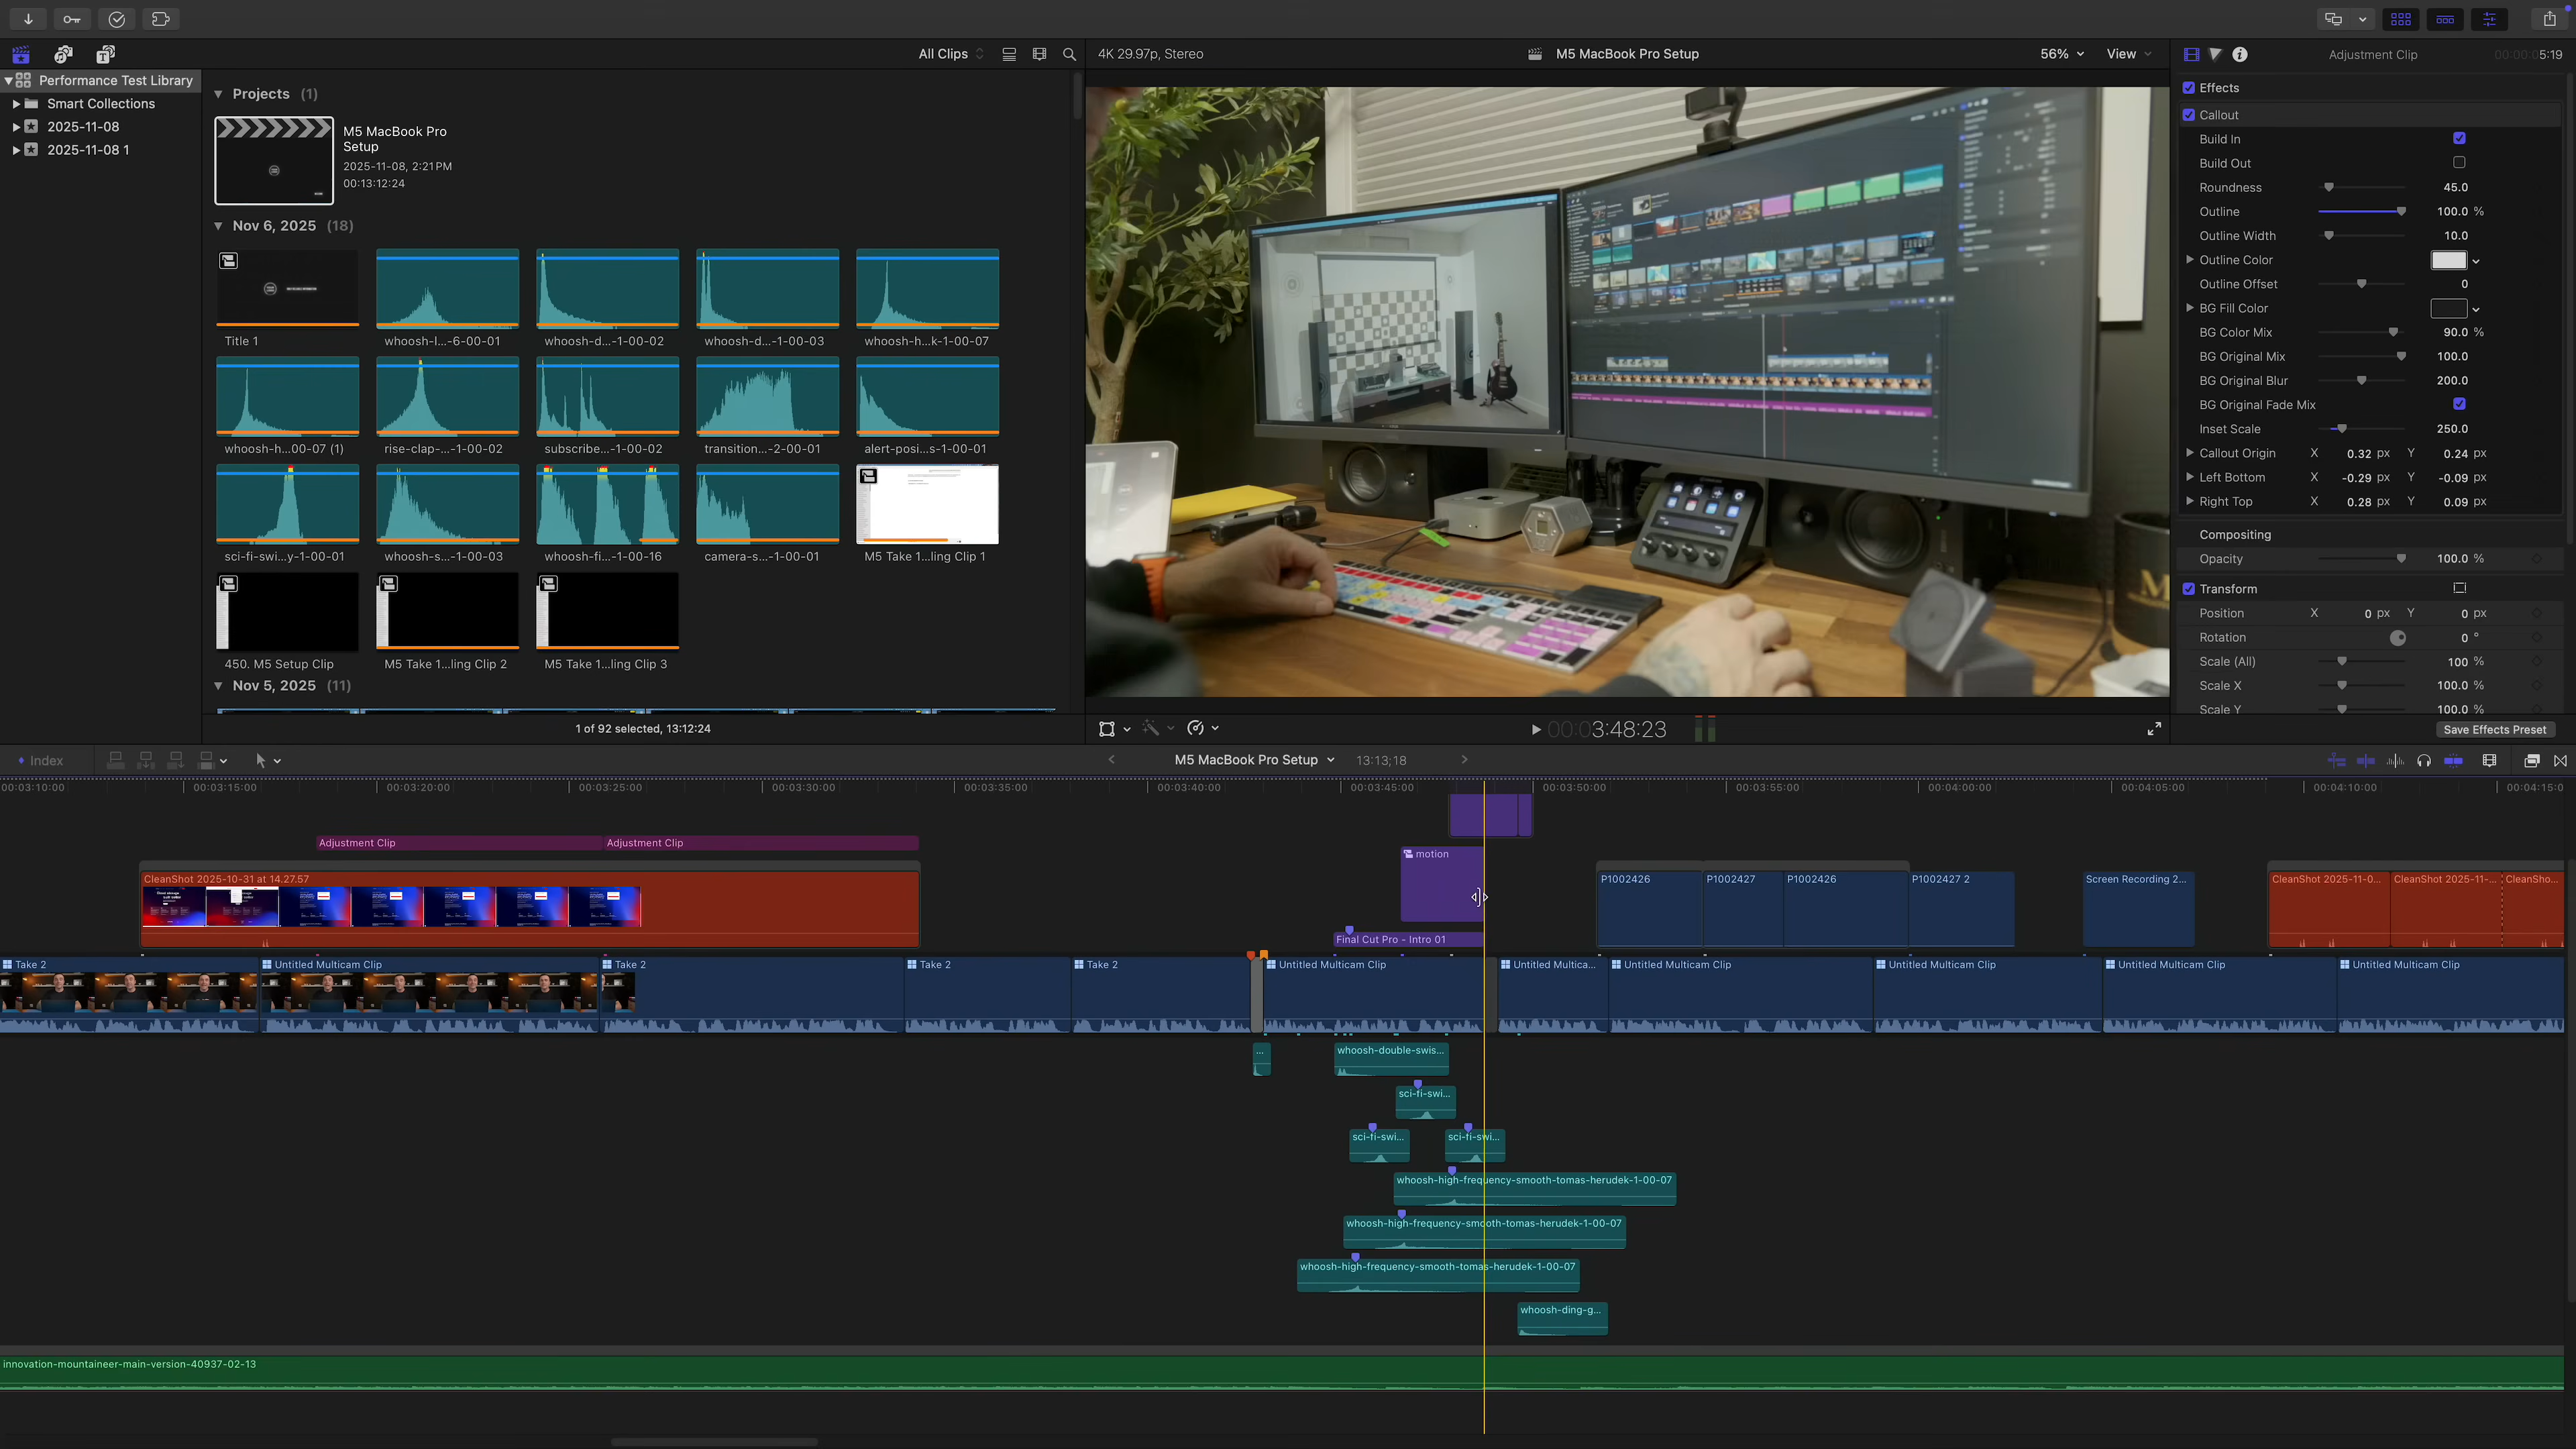 All Clips
4K 29.97p, Stereo
M5 MacBook Pro Setup
56%
View
Adjustment Clip
00:00:05:19
Performance Test Library
Smart Collections
2025-11-08
2025-11-08 1
Projects (1)
M5 MacBook Pro
Setup
2025-11-08, 2:21 PM
00:13:12:24
Nov 6, 2025 (18)
Title 1
whoosh-l...-6-00-01
whoosh-d...-1-00-02
whoosh-d...-1-00-03
whoosh-h...k-1-00-07
whoosh-h...00-07 (1)
rise-clap-...-1-00-02
subscribe...-1-00-02
transition...-2-00-01
alert-posi...s-1-00-01
sci-fi-swi...y-1-00-01
whoosh-s...-1-00-03
whoosh-fi...-1-00-16
camera-s...-1-00-01
M5 Take 1...ling Clip 1
450. M5 Setup Clip
M5 Take 1...ling Clip 2
M5 Take 1...ling Clip 3
Nov 5, 2025 (11)
1 of 92 selected, 13:12:24
00:03:48:23
Effects
Callout
Build In
Build Out
Roundness 45.0
Outline 100.0 %
Outline Width 10.0
Outline Color
Outline Offset 0
BG Fill Color
BG Color Mix 90.0 %
BG Original Mix 100.0
BG Original Blur 200.0
BG Original Fade Mix
Inset Scale 250.0
Callout Origin X 0.32 px Y 0.24 px
Left Bottom X -0.29 px Y -0.09 px
Right Top X 0.28 px Y 0.09 px
Compositing
Opacity 100.0 %
Transform
Position X 0 px Y 0 px
Rotation 0 °
Scale (All) 100 %
Scale X 100.0 %
Scale Y 100.0 %
Save Effects Preset
Index
M5 MacBook Pro Setup
13:13;18
00:03:10:00
00:03:15:00
00:03:20:00
00:03:25:00
00:03:30:00
00:03:35:00
00:03:40:00
00:03:45:00
00:03:50:00
00:03:55:00
00:04:00:00
00:04:05:00
00:04:10:00
00:04:15:0
Adjustment Clip
Adjustment Clip
motion
CleanShot 2025-10-31 at 14.27.57
P1002426
P1002427
P1002426
P1002427 2
Screen Recording 2...
CleanShot 2025-11-0...
CleanShot 2025-11-...
CleanSho...
Final Cut Pro - Intro 01
Take 2
Untitled Multicam Clip
Take 2
Take 2
Take 2
Untitled Multicam Clip
Untitled Multica...
Untitled Multicam Clip
Untitled Multicam Clip
Untitled Multicam Clip
Untitled Multicam Clip
...
whoosh-double-swis...
sci-fi-swi...
sci-fi-swi...
sci-fi-swi...
whoosh-high-frequency-smooth-tomas-herudek-1-00-07
whoosh-high-frequency-smooth-tomas-herudek-1-00-07
whoosh-high-frequency-smooth-tomas-herudek-1-00-07
whoosh-ding-g...
innovation-mountaineer-main-version-40937-02-13